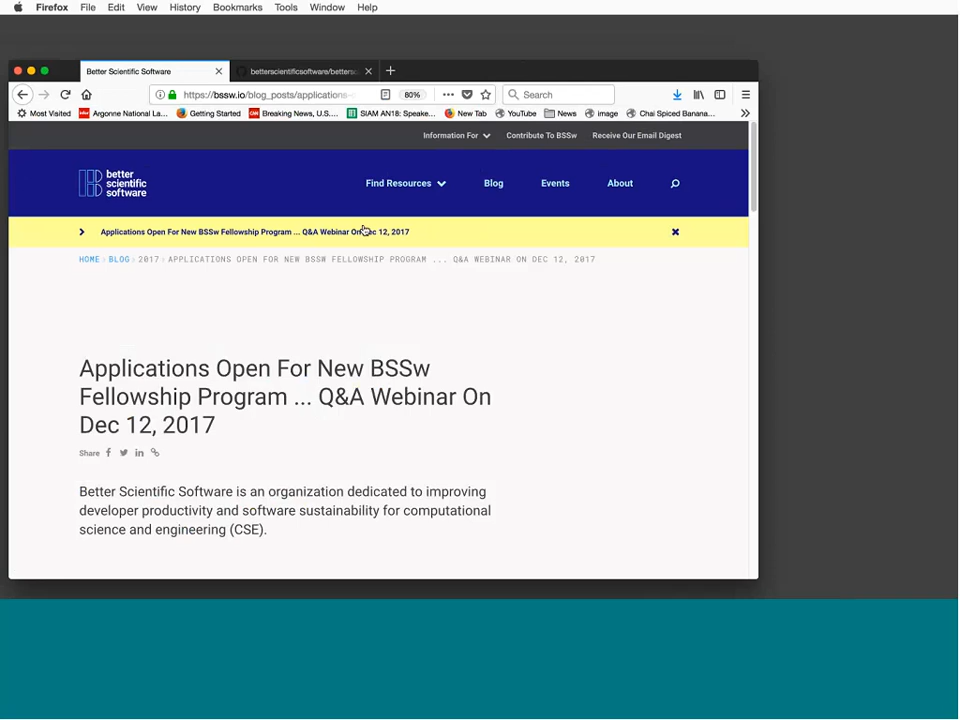 Firefox File Edit View History Bookmarks Tools Window Help
Better Scientific Software betterscientificsoftware/betters
https://bssw.io/blog_posts/applications- 80% Search
Most Visited Argonne National La... Getting Started Breaking News, U.S.... SIAM AN18: Speake... New Tab YouTube News image Chai Spiced Banana...
Information For Contribute To BSSw Receive Our Email Digest
better
scientific
software
Find Resources Blog Events About
Applications Open For New BSSw Fellowship Program ... Q&A Webinar On Dec 12, 2017
HOME BLOG 2017 APPLICATIONS OPEN FOR NEW BSSW FELLOWSHIP PROGRAM ... Q&A WEBINAR ON DEC 12, 2017
Applications Open For New BSSw
Fellowship Program ... Q&A Webinar On
Dec 12, 2017
Share
Better Scientific Software is an organization dedicated to improving
developer productivity and software sustainability for computational
science and engineering (CSE).